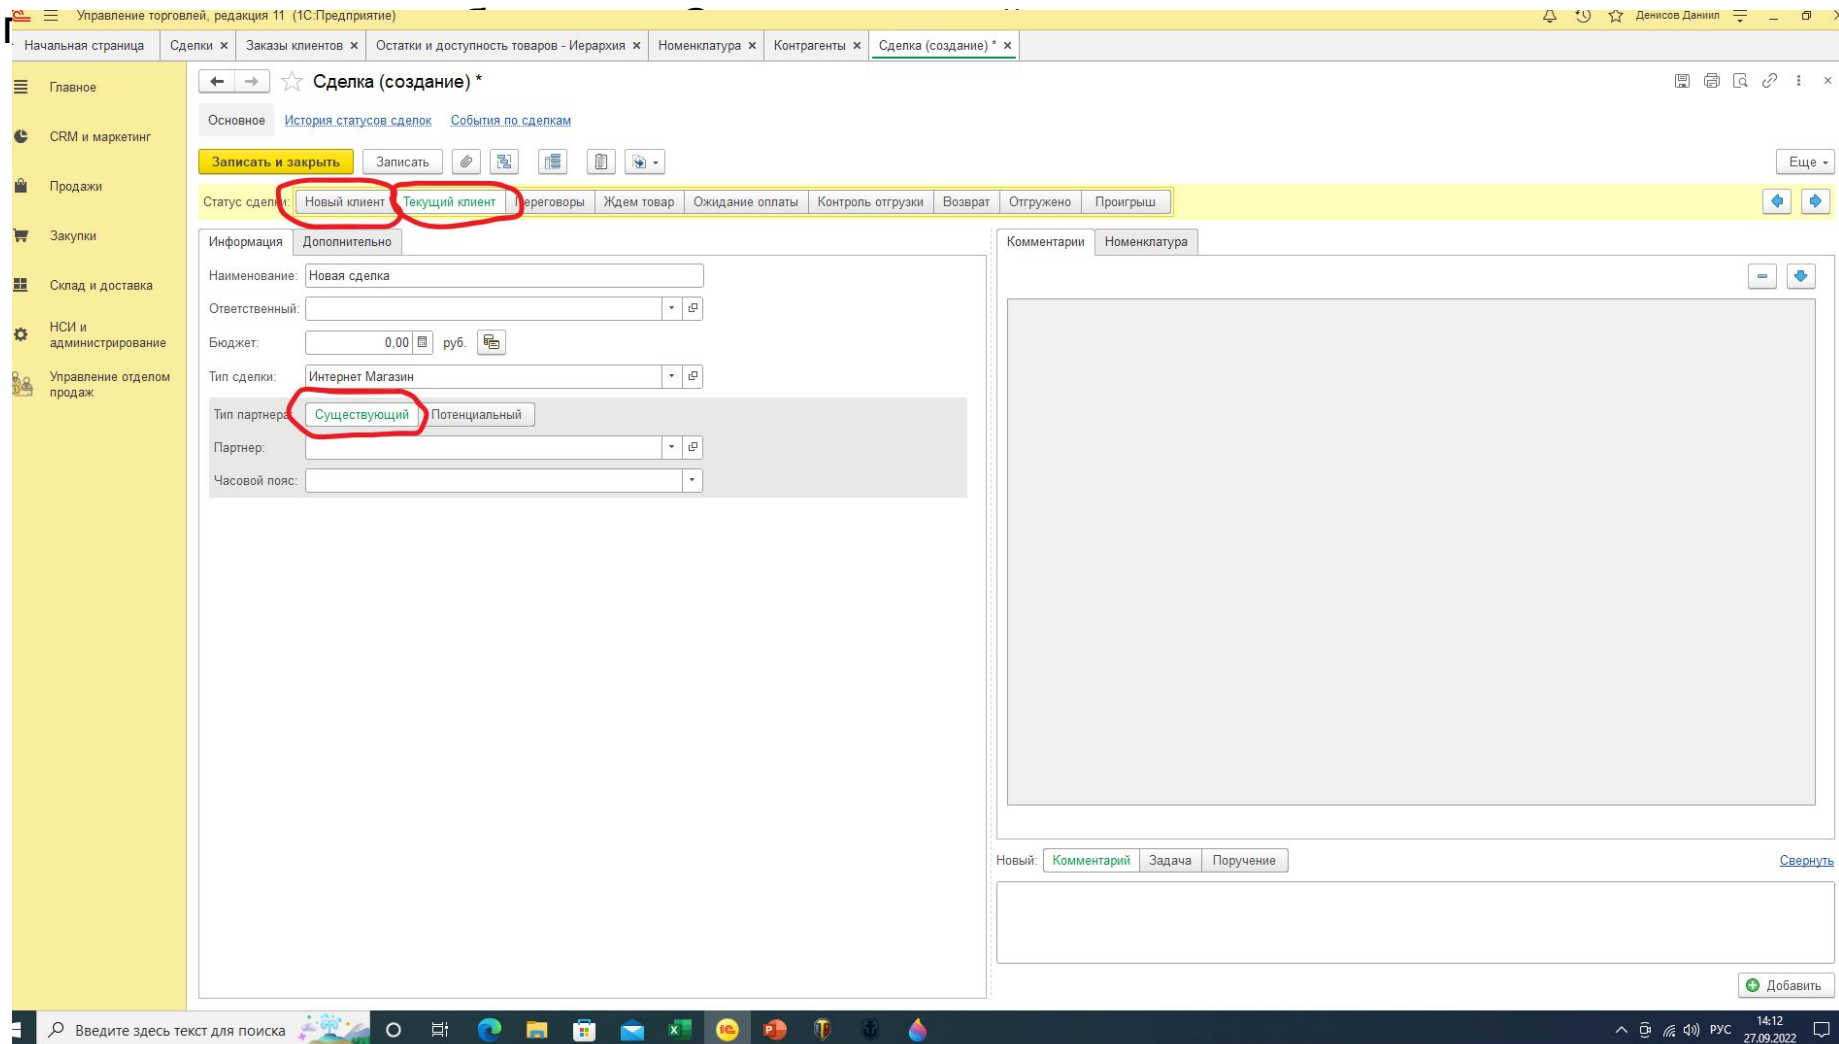 Управление торговлей, редакция 11 (1С:Предприятие)
Денисов Даниил
Начальная страница
Сделки
Заказы клиентов
Остатки и доступность товаров - Иерархия
Номенклатура
Контрагенты
Сделка (создание) *
Главное
CRM и маркетинг
Продажи
Закупки
Склад и доставка
НСИ и
администрирование
Управление отделом
продаж
Сделка (создание) *
Основное История статусов сделок События по сделкам
Записать и закрыть Записать Еще
Статус сделки: Новый клиент Текущий клиент Переговоры Ждем товар Ожидание оплаты Контроль отгрузки Возврат Отгружено Проигрыш
Информация Дополнительно
Наименование: Новая сделка
Ответственный:
Бюджет: 0,00 руб.
Тип сделки: Интернет Магазин
Тип партнера: Существующий Потенциальный
Партнер:
Часовой пояс:
Комментарии Номенклатура
Новый: Комментарий Задача Поручение Свернуть
Добавить
Введите здесь текст для поиска
РУС
14:12
27.09.2022